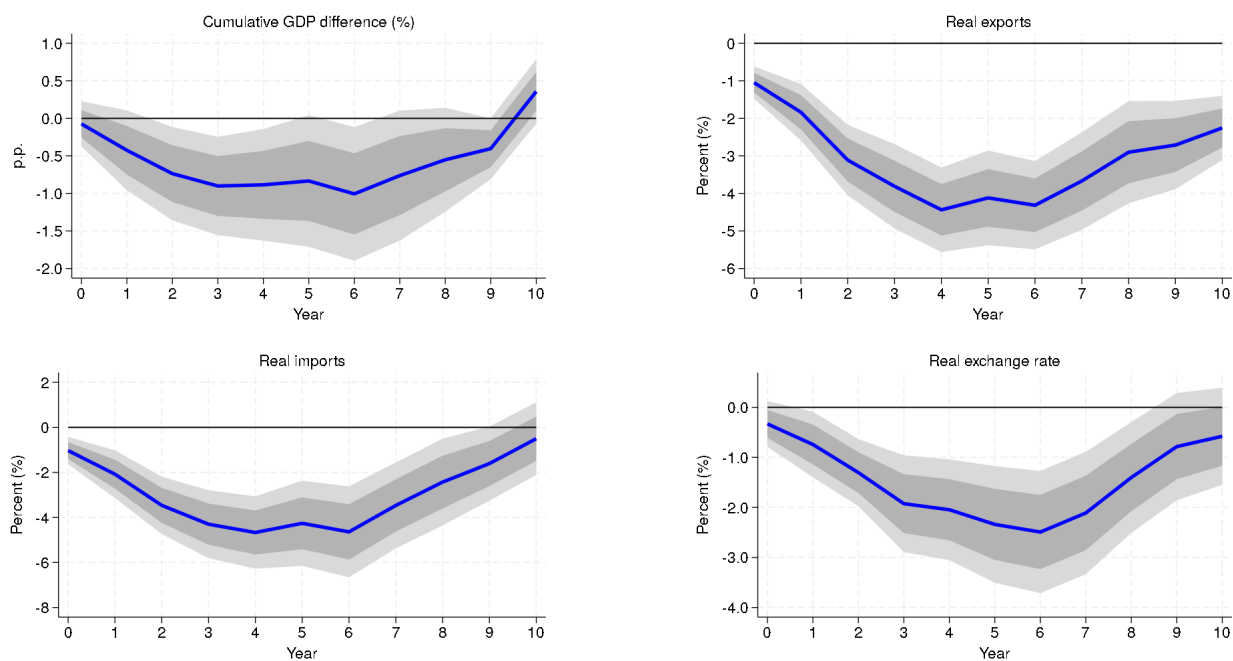 Cumulative GDP difference (%)
1.0
0.5
0.0
-0.5
-1.0
-1.5
-2.0
p.p.
0 1 2 3 4 5 6 7 8 9 10
Year
Real exports
0
-1
-2
-3
-4
-5
-6
Percent (%)
0 1 2 3 4 5 6 7 8 9 10
Year
Real imports
2
0
-2
-4
-6
-8
Percent (%)
0 1 2 3 4 5 6 7 8 9 10
Year
Real exchange rate
0.0
-1.0
-2.0
-3.0
-4.0
Percent (%)
0 1 2 3 4 5 6 7 8 9 10
Year